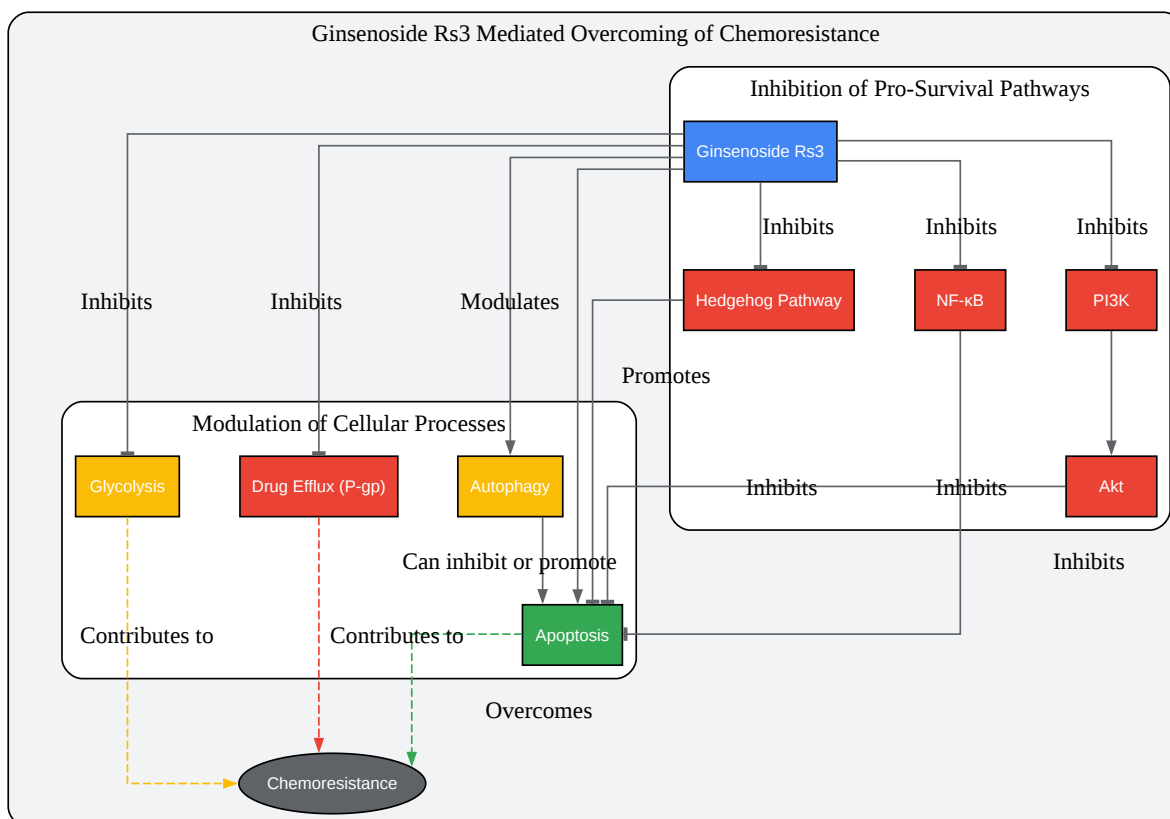 Ginsenoside Rs3 Mediated Overcoming of Chemoresistance
Inhibition of Pro-Survival Pathways
Ginsenoside Rs3
Inhibits
Inhibits
Inhibits
Inhibits
Inhibits
Modulates
Hedgehog Pathway
NF-κB
PI3K
Promotes
Modulation of Cellular Processes
Glycolysis
Drug Efflux (P-gp)
Autophagy
Inhibits
Inhibits
Akt
Can inhibit or promote
Inhibits
Contributes to
Contributes to
Apoptosis
Overcomes
Chemoresistance